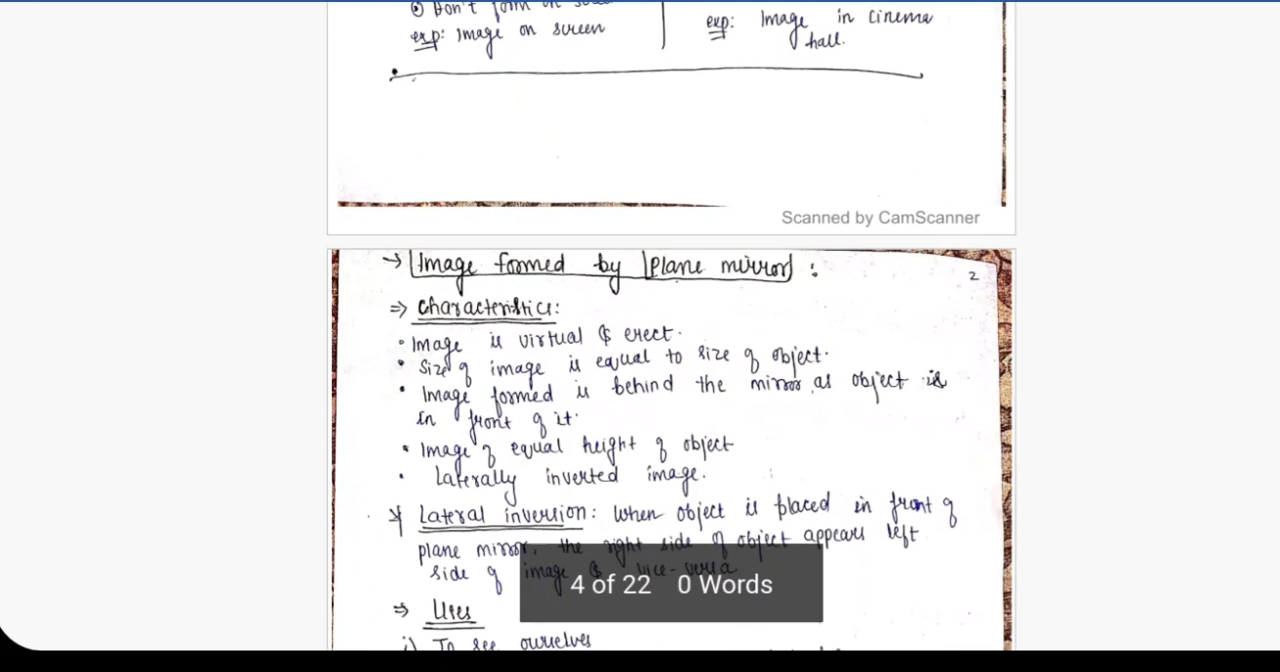 ② Don't form on
exp: Image on screen
exp: Image in cinema
hall.
Scanned by CamScanner
→ Image formed by Plane mirror :
2
⇒ Characteristics:
• Image is virtual & erect.
• Size of image is equal to size of object.
• Image formed is behind the mirror as object is
in front of it.
• Image of equal height of object
• Laterally inverted image.
* Lateral inversion: When object is placed in front of
plane mirror, the right side of object appears left
side of image & vice-versa.
4 of 22 0 Words
⇒ Uses
i) To see ourselves